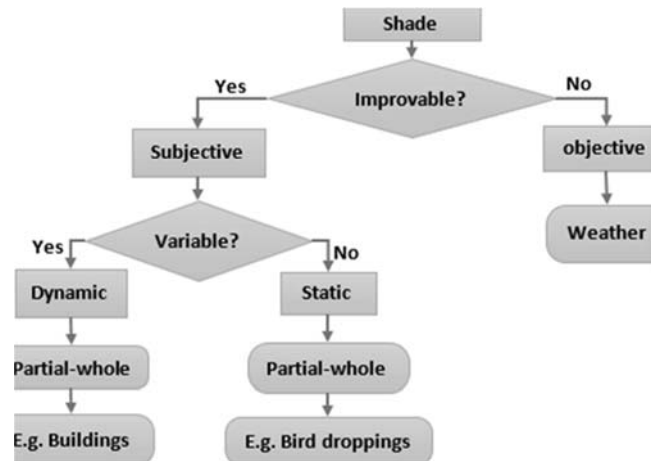 Shade
Improvable?
Yes
No
Subjective
objective
Variable?
Weather
Yes
No
Dynamic
Static
Partial-whole
Partial-whole
E.g. Buildings
E.g. Bird droppings